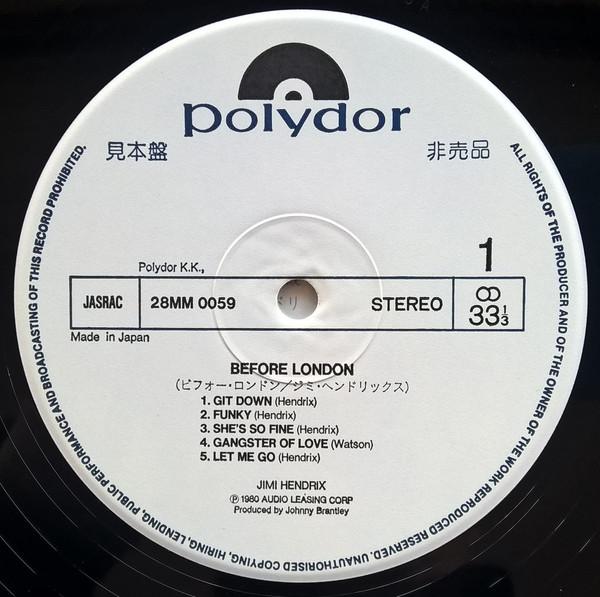 polydor
見本盤
非売品
1
Polydor K.K.,
JASRAC
28MM 0059
STEREO
33 1/3
Made in Japan
BEFORE LONDON
(ビフォー・ロンドン/ジミ・ヘンドリックス)
1. GIT DOWN (Hendrix)
2. FUNKY (Hendrix)
3. SHE'S SO FINE (Hendrix)
4. GANGSTER OF LOVE (Watson)
5. LET ME GO (Hendrix)
JIMI HENDRIX
Ⓟ 1980 AUDIO LEASING CORP
Produced by Johnny Brantley
ALL RIGHTS OF THE PRODUCER AND OF THE OWNER OF THE WORK REPRODUCED RESERVED. UNAUTHORISED COPYING, HIRING, LENDING, PUBLIC PERFORMANCE AND BROADCASTING OF THIS RECORD PROHIBITED.